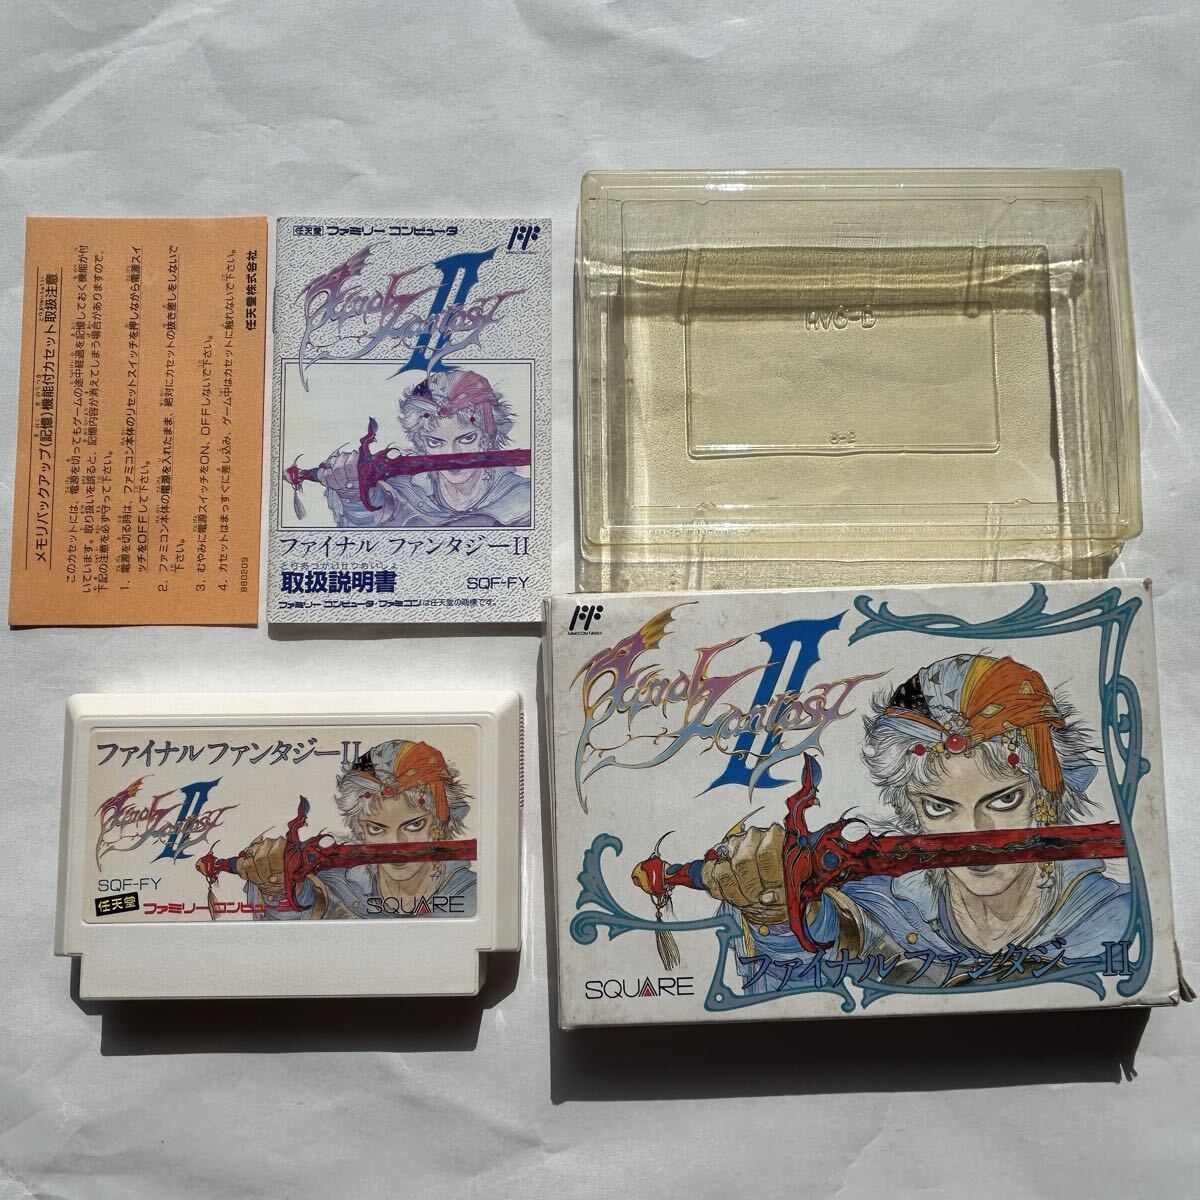 メモリバックアップ(記憶)機能付カセット取扱注意
このカセットには、電源を切ってもゲームの途中経過を記憶しておく機能が付
いています。取り扱いを誤ると、記憶内容が消えてしまう場合がありますので、
下記の注意を必ず守って下さい。
1. 電源を切る時は、ファミコン本体のリセットスイッチを押しながら電源スイ
ッチをOFFして下さい。
2. ファミコン本体の電源を入れたまま、絶対にカセットの抜き差しをしないで
下さい。
3. むやみに電源スイッチをON、OFFしないで下さい。
4. カセットはまっすぐに差し込み、ゲーム中はカセットに触れないで下さい。
880209
任天堂株式会社
任天堂 ファミリーコンピュータ
Final Fantasy II
ファイナル ファンタジーII
とりあつかいせつめいしょ
取扱説明書
SQF-FY
ファミリーコンピュータ・ファミコンは任天堂の商標です。
HVC-B
ファイナル ファンタジーII
Final Fantasy II
SQF-FY
任天堂 ファミリーコンピュータ
SQUARE
Final Fantasy II
ファイナル ファンタジーII
SQUARE